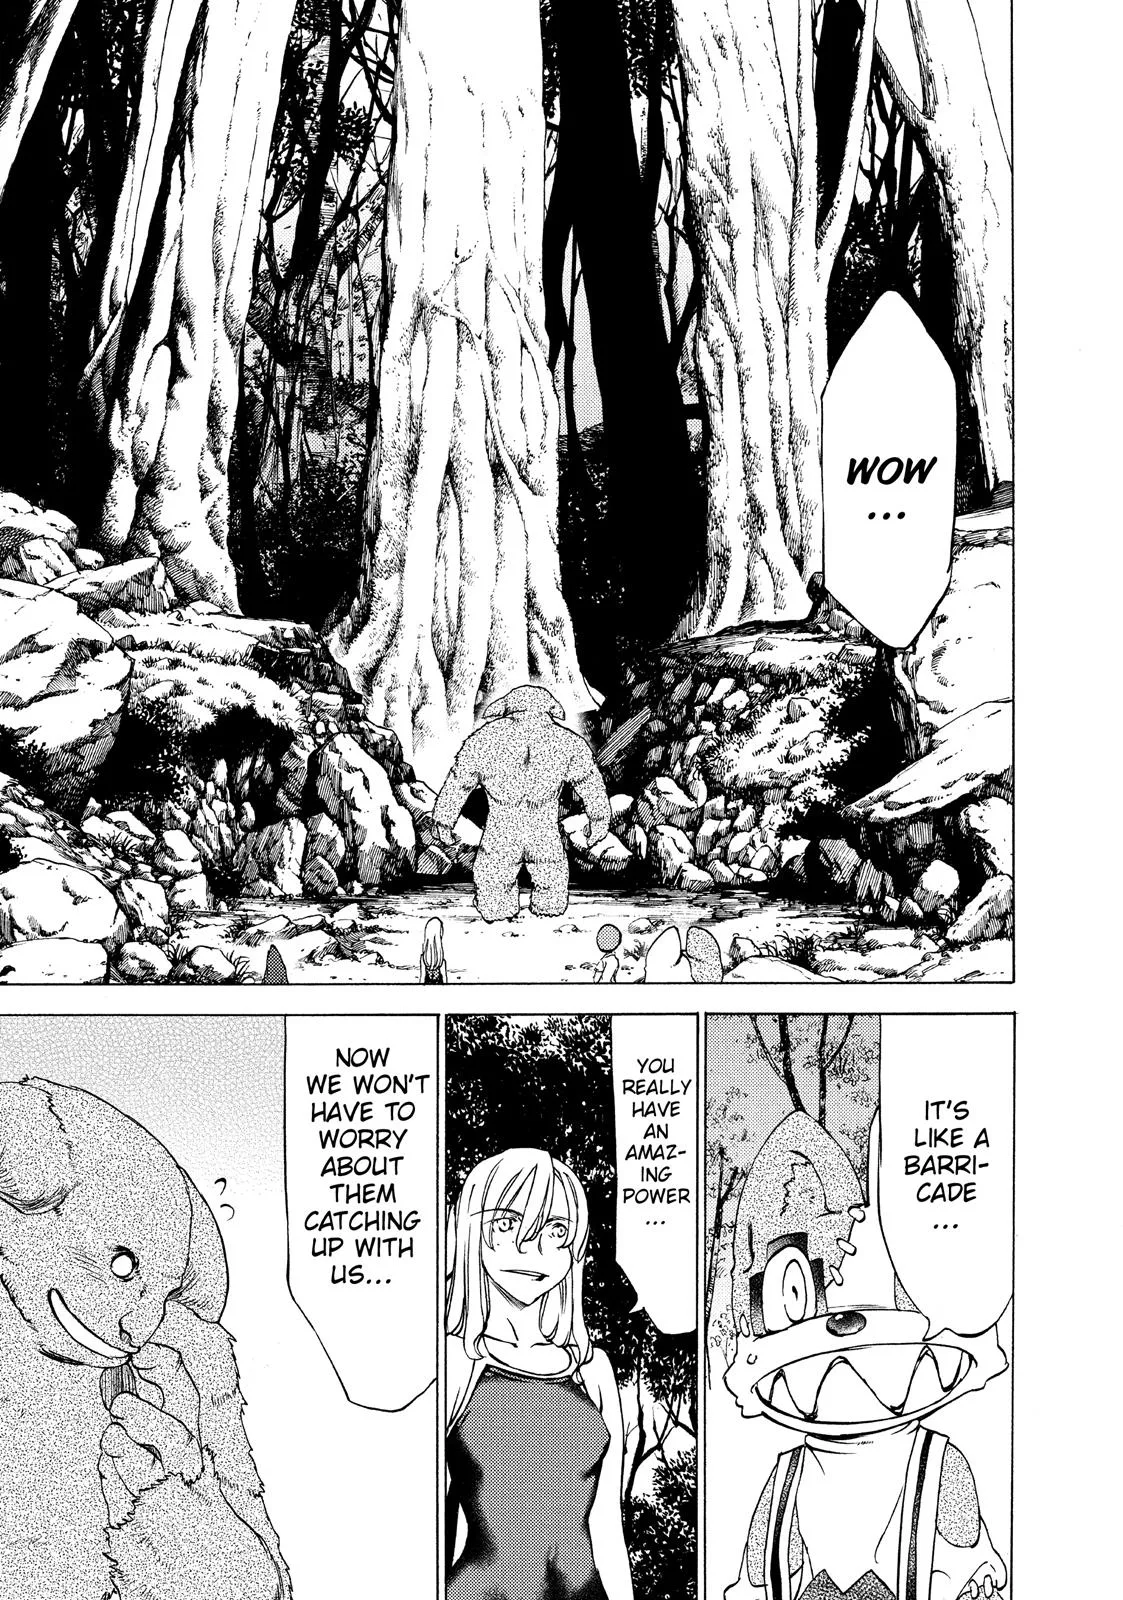 WOW
...
IT'S
LIKE A
BARRI-
CADE
...
YOU
REALLY
HAVE
AN
AMAZ-
ING
POWER
...
NOW
WE WON'T
HAVE TO
WORRY
ABOUT
THEM
CATCHING
UP WITH
US...